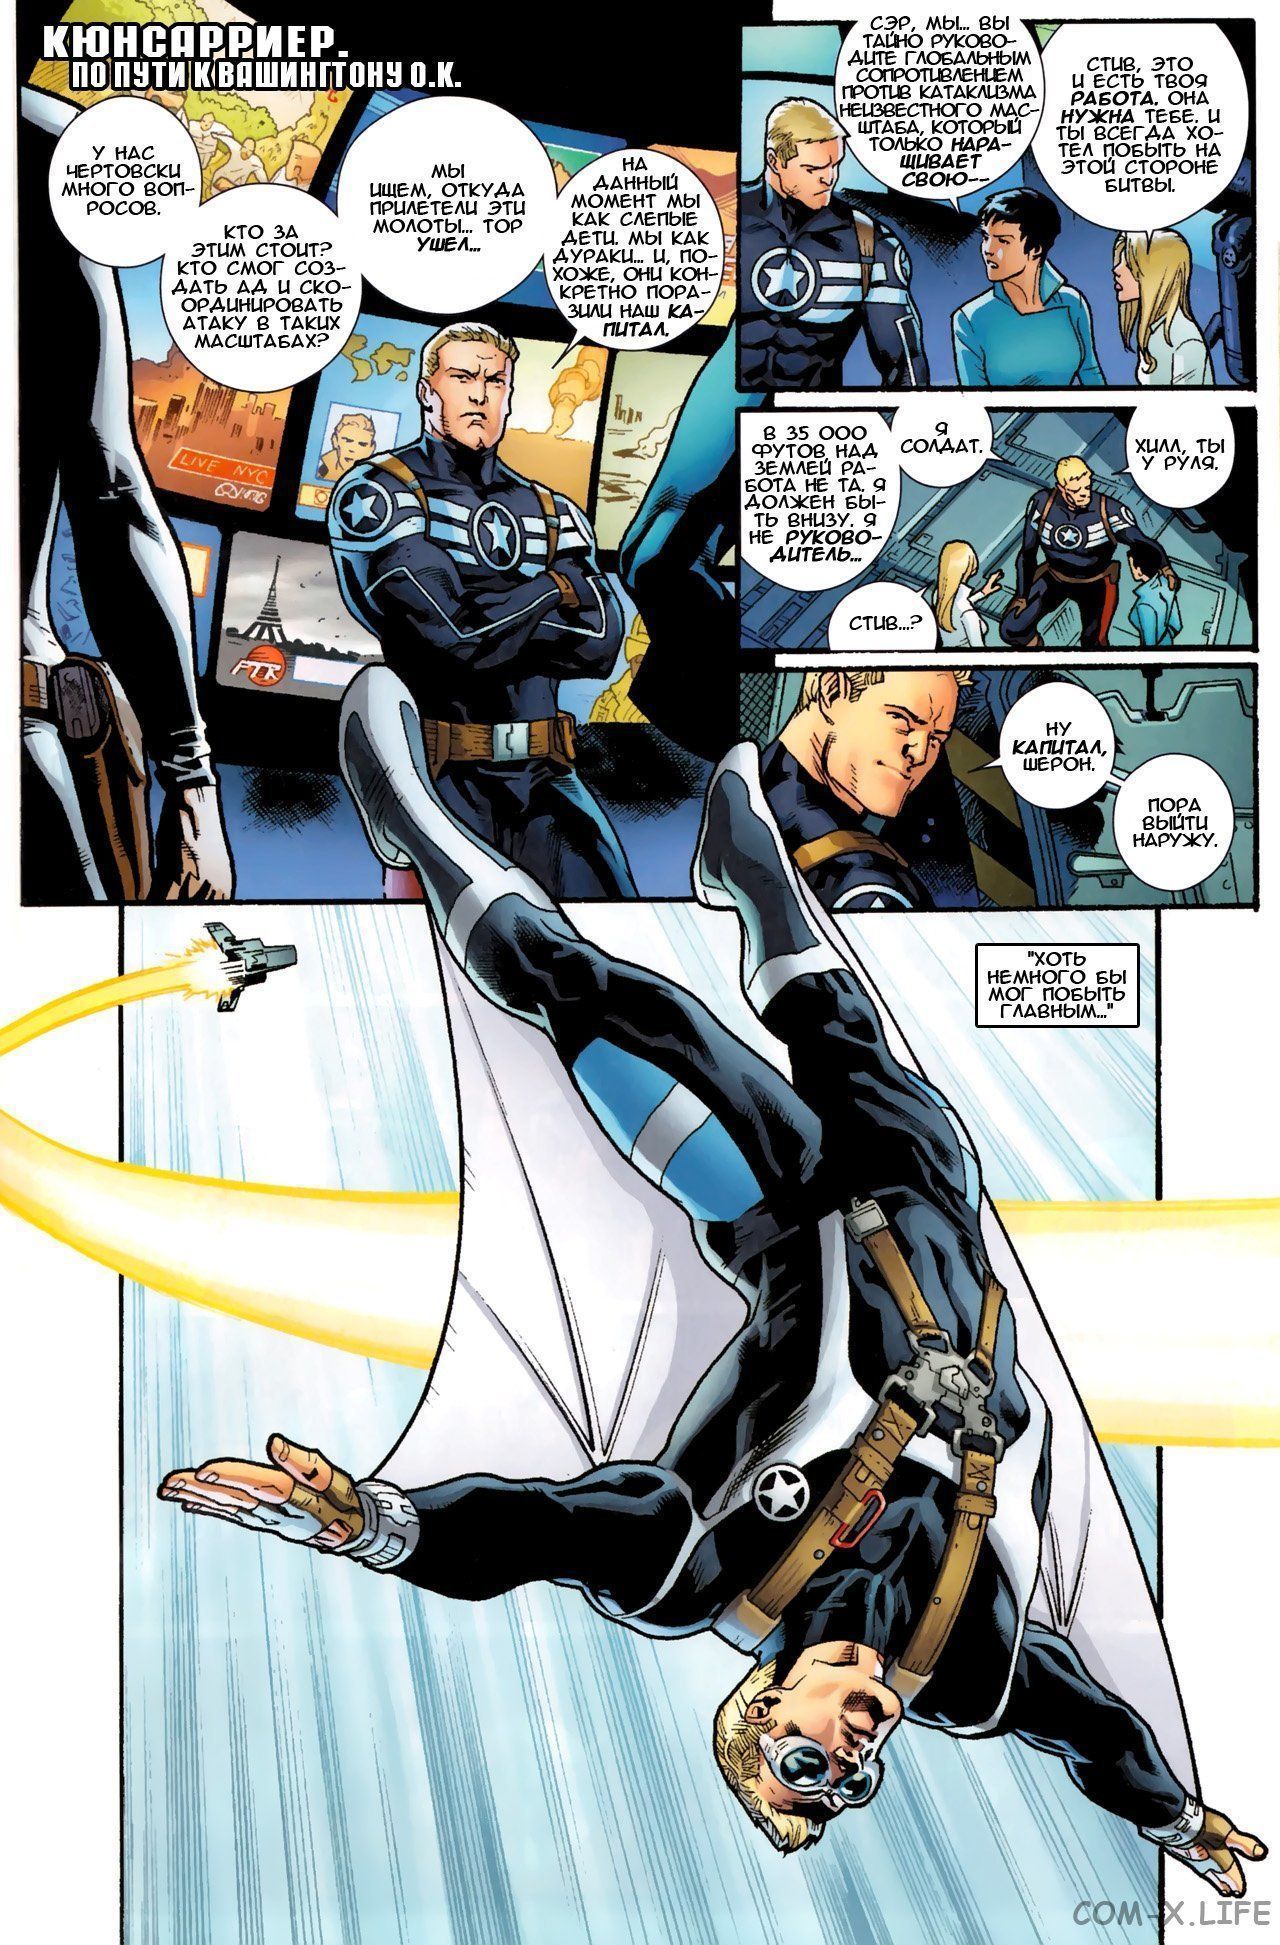 КЮНСАРРИЕР.
ПО ПУТИ К ВАШИНГТОНУ О.К.
У НАС
ЧЕРТОВСКИ
МНОГО ВОП-
РОСОВ.
КТО ЗА
ЭТИМ СТОИТ?
КТО СМОГ СОЗ-
ДАТЬ АД И СКО-
ОРДИНИРОВАТЬ
АТАКУ В ТАКИХ
МАСШТАБАХ?
МЫ
ИЩЕМ, ОТКУДА
ПРИЛЕТЕЛИ ЭТИ
МОЛОТЫ... ТОР
УШЕЛ...
НА
ДАННЫЙ
МОМЕНТ МЫ
КАК СЛЕПЫЕ
ДЕТИ. МЫ КАК
ДУРАКИ... И, ПО-
ХОЖЕ, ОНИ КОН-
КРЕТНО ПОРА-
ЗИЛИ НАШ КА-
ПИТАЛ.
LIVE NYC
FTR
СЭР, МЫ... ВЫ
ТАЙНО РУКОВО-
ДИТЕ ГЛОБАЛЬНЫМ
СОПРОТИВЛЕНИЕМ
ПРОТИВ КАТАКЛИЗМА
НЕИЗВЕСТНОГО МАС-
ШТАБА, КОТОРЫЙ
ТОЛЬКО НАРА-
ЩИВАЕТ
СВОЮ--
СТИВ, ЭТО
И ЕСТЬ ТВОЯ
РАБОТА. ОНА
НУЖНА ТЕБЕ. И
ТЫ ВСЕГДА ХО-
ТЕЛ ПОБЫТЬ НА
ЭТОЙ СТОРОНЕ
БИТВЫ.
В 35 000
ФУТОВ НАД
ЗЕМЛЕЙ РА-
БОТА НЕ ТА. Я
ДОЛЖЕН БЫ-
ТЬ ВНИЗУ. Я
НЕ РУКОВО-
ДИТЕЛЬ...
Я
СОЛДАТ.
ХИЛЛ, ТЫ
У РУЛЯ.
СТИВ...?
НУ
КАПИТАЛ,
ШЕРОН.
ПОРА
ВЫЙТИ
НАРУЖУ.
"ХОТЬ
НЕМНОГО БЫ
МОГ ПОБЫТЬ
ГЛАВНЫМ..."
COM-X.LIFE